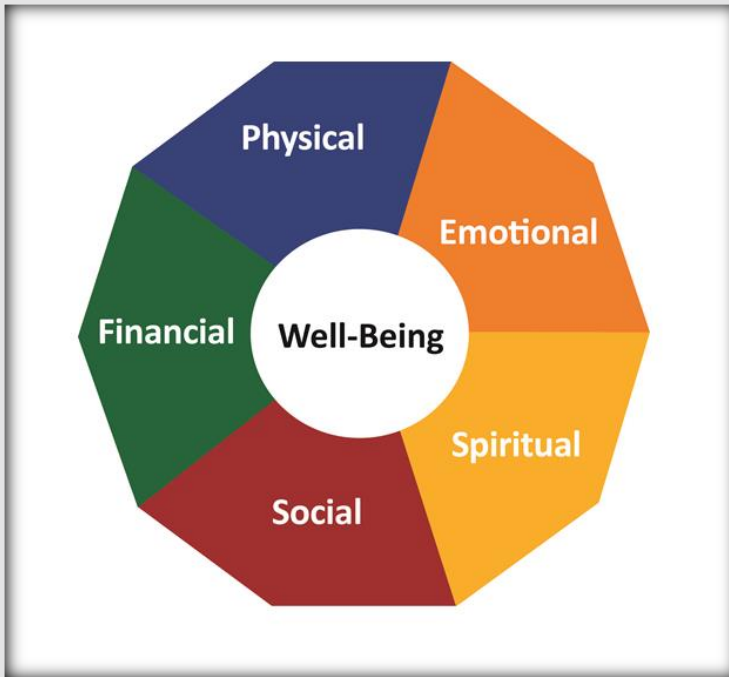 Physical
Emotional
Financial
Well-Being
Spiritual
Social